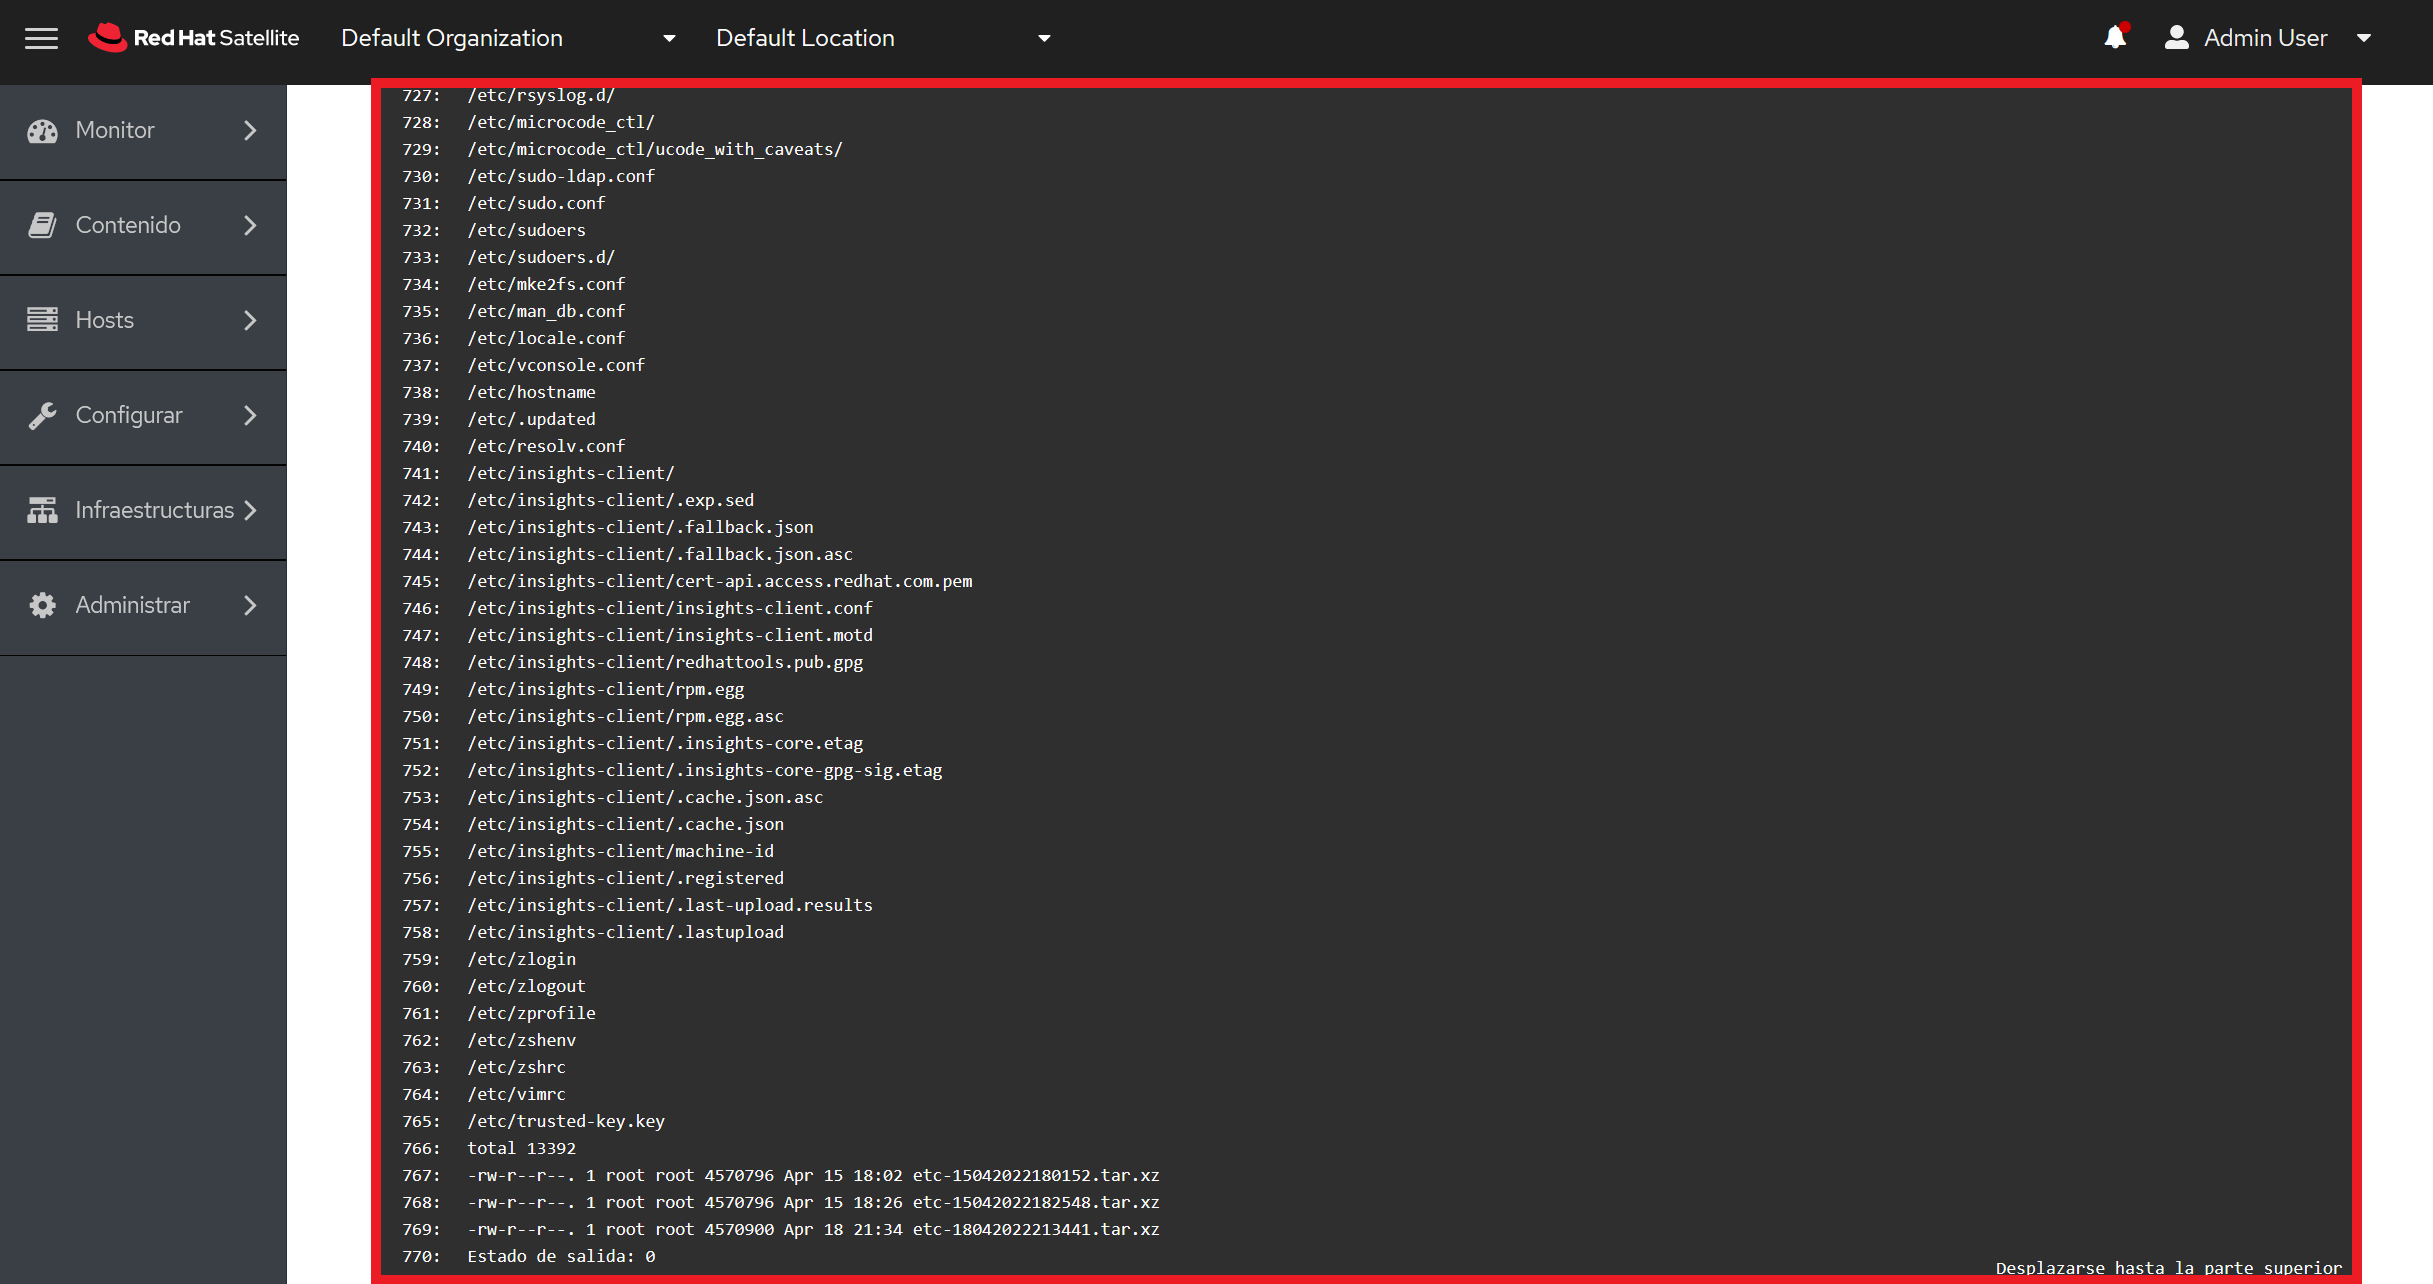 Red Hat Satellite Default Organization Default Location Admin User
Monitor
Contenido
Hosts
Configurar
Infraestructuras
Administrar
727: /etc/rsyslog.d/
728: /etc/microcode_ctl/
729: /etc/microcode_ctl/ucode_with_caveats/
730: /etc/sudo-ldap.conf
731: /etc/sudo.conf
732: /etc/sudoers
733: /etc/sudoers.d/
734: /etc/mke2fs.conf
735: /etc/man_db.conf
736: /etc/locale.conf
737: /etc/vconsole.conf
738: /etc/hostname
739: /etc/.updated
740: /etc/resolv.conf
741: /etc/insights-client/
742: /etc/insights-client/.exp.sed
743: /etc/insights-client/.fallback.json
744: /etc/insights-client/.fallback.json.asc
745: /etc/insights-client/cert-api.access.redhat.com.pem
746: /etc/insights-client/insights-client.conf
747: /etc/insights-client/insights-client.motd
748: /etc/insights-client/redhattools.pub.gpg
749: /etc/insights-client/rpm.egg
750: /etc/insights-client/rpm.egg.asc
751: /etc/insights-client/.insights-core.etag
752: /etc/insights-client/.insights-core-gpg-sig.etag
753: /etc/insights-client/.cache.json.asc
754: /etc/insights-client/.cache.json
755: /etc/insights-client/machine-id
756: /etc/insights-client/.registered
757: /etc/insights-client/.last-upload.results
758: /etc/insights-client/.lastupload
759: /etc/zlogin
760: /etc/zlogout
761: /etc/zprofile
762: /etc/zshenv
763: /etc/zshrc
764: /etc/vimrc
765: /etc/trusted-key.key
766: total 13392
767: -rw-r--r--. 1 root root 4570796 Apr 15 18:02 etc-15042022180152.tar.xz
768: -rw-r--r--. 1 root root 4570796 Apr 15 18:26 etc-15042022182548.tar.xz
769: -rw-r--r--. 1 root root 4570900 Apr 18 21:34 etc-18042022213441.tar.xz
770: Estado de salida: 0
Desplazarse hasta la parte superior